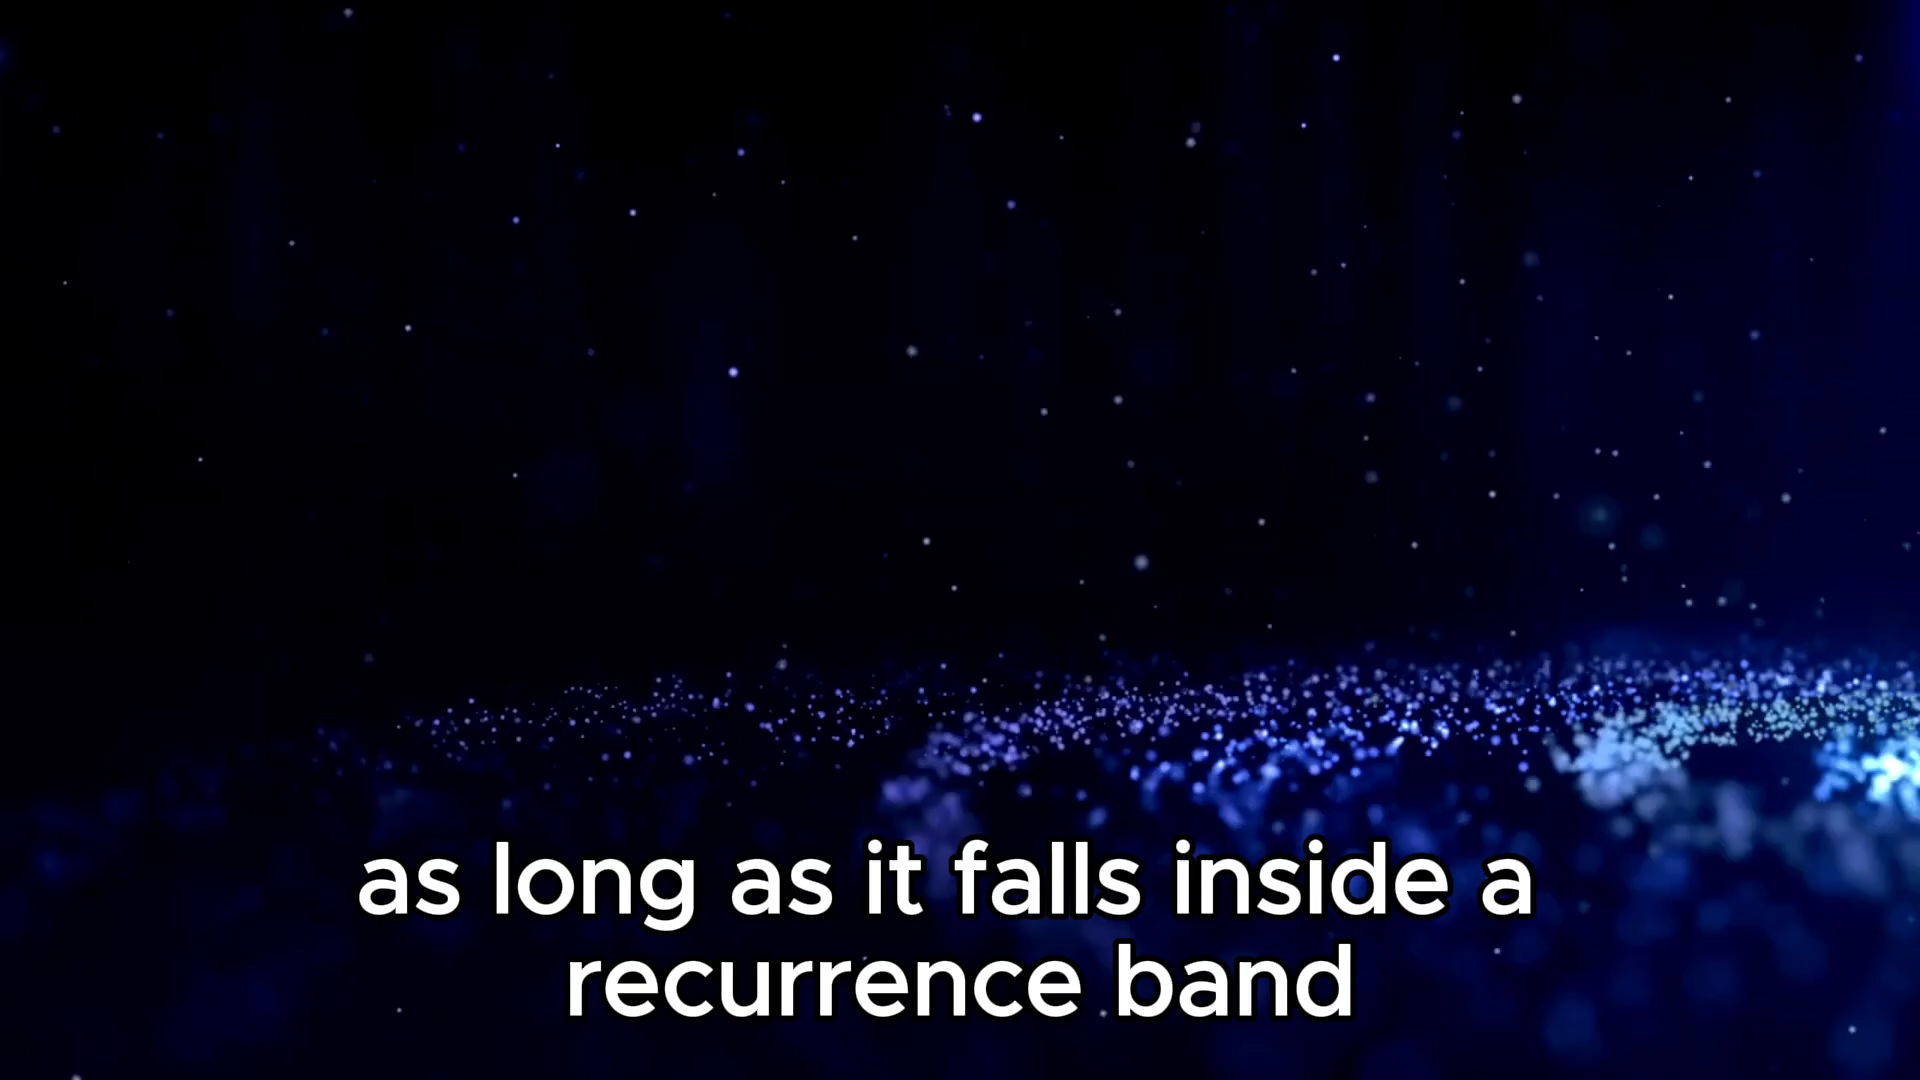 as long as it falls inside a
recurrence band